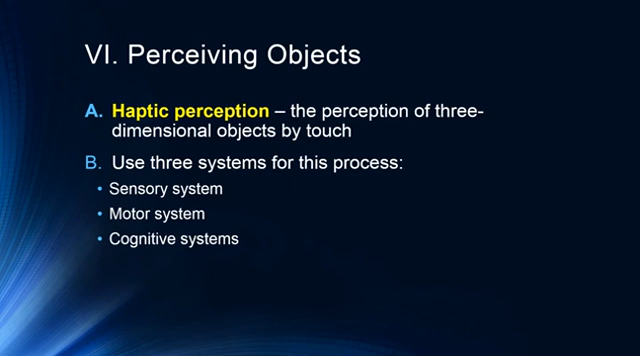 VI. Perceiving Objects
A. Haptic perception – the perception of three-
dimensional objects by touch
B. Use three systems for this process:
• Sensory system
• Motor system
• Cognitive systems